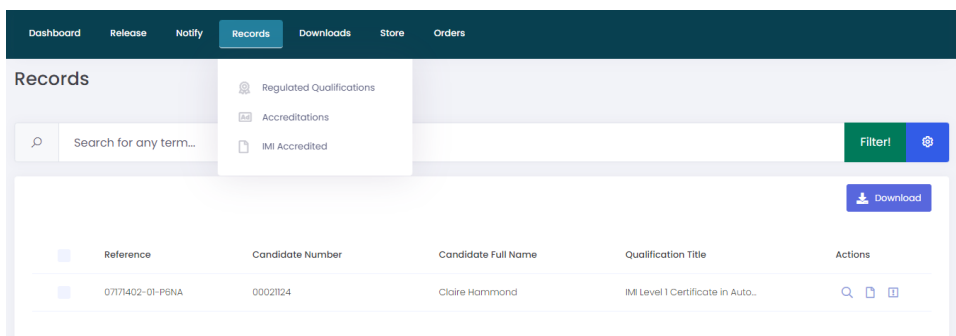 Dashboard Release Notify Records Downloads Store Orders
Records
Regulated Qualifications
Accreditations
IMI Accredited
Search for any term...
Filter!
Download
Reference Candidate Number Candidate Full Name Qualification Title Actions
07171402-01-P6NA 00021124 Claire Hammond IMI Level 1 Certificate in Auto...